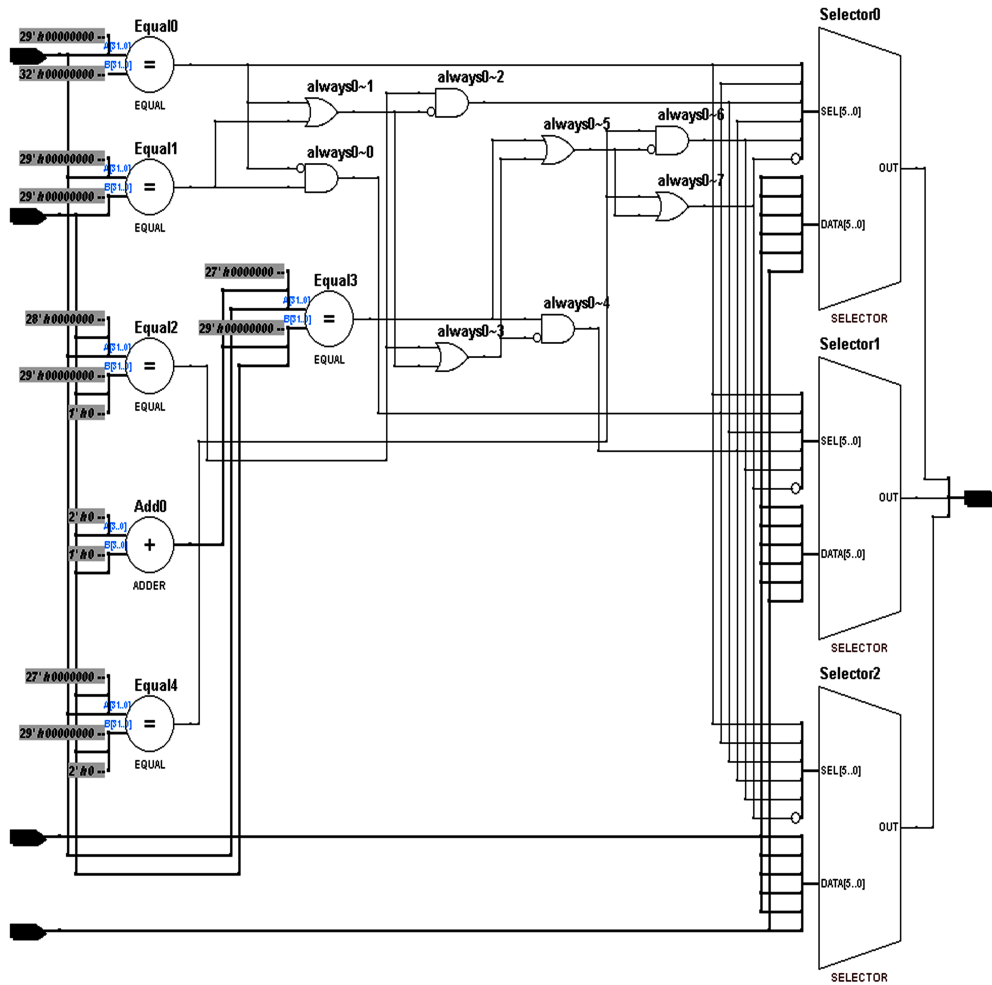 Equal0
29' h00000000 --
A[31..0]
B[31..0]
32' h00000000 --
=
EQUAL
Equal1
29' h00000000 --
A[31..0]
B[31..0]
29' h00000000 --
=
EQUAL
always0~1
always0~2
always0~0
always0~5
always0~6
always0~7
Selector0
SEL[5..0]
OUT
DATA[5..0]
SELECTOR
27' h0000000 --
Equal3
A[31..0]
B[31..0]
29' h00000000 --
=
EQUAL
always0~4
always0~3
28' h0000000 --
Equal2
A[31..0]
B[31..0]
29' h00000000 --
=
1' h0 --
EQUAL
Selector1
SEL[5..0]
OUT
DATA[5..0]
SELECTOR
Add0
2' h0 --
A[3..0]
B[3..0]
1' h0 --
+
ADDER
27' h0000000 --
Equal4
A[31..0]
B[31..0]
29' h00000000 --
=
2' h0 --
EQUAL
Selector2
SEL[5..0]
OUT
DATA[5..0]
SELECTOR